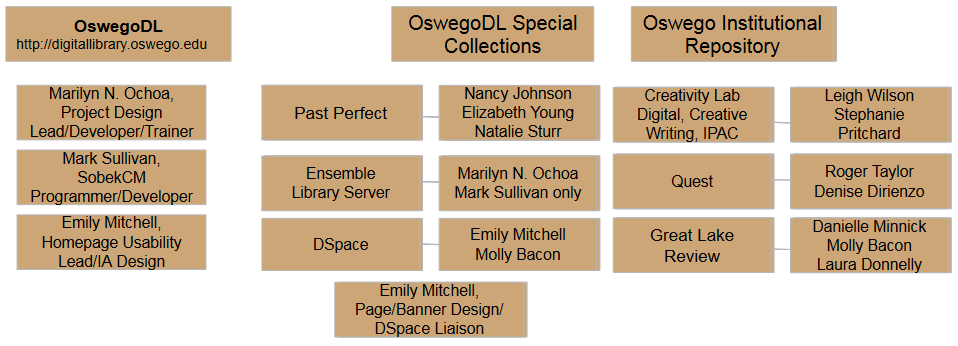 OswegoDL
http://digitallibrary.oswego.edu
Marilyn N. Ochoa,
Project Design
Lead/Developer/Trainer
Mark Sullivan,
SobekCM
Programmer/Developer
Emily Mitchell,
Homepage Usability
Lead/IA Design
OswegoDL Special
Collections
Past Perfect
Nancy Johnson
Elizabeth Young
Natalie Sturr
Ensemble
Library Server
Marilyn N. Ochoa
Mark Sullivan only
DSpace
Emily Mitchell
Molly Bacon
Emily Mitchell,
Page/Banner Design/
DSpace Liaison
Oswego Institutional
Repository
Creativity Lab
Digital, Creative
Writing, IPAC
Leigh Wilson
Stephanie
Pritchard
Quest
Roger Taylor
Denise Dirienzo
Great Lake
Review
Danielle Minnick
Molly Bacon
Laura Donnelly